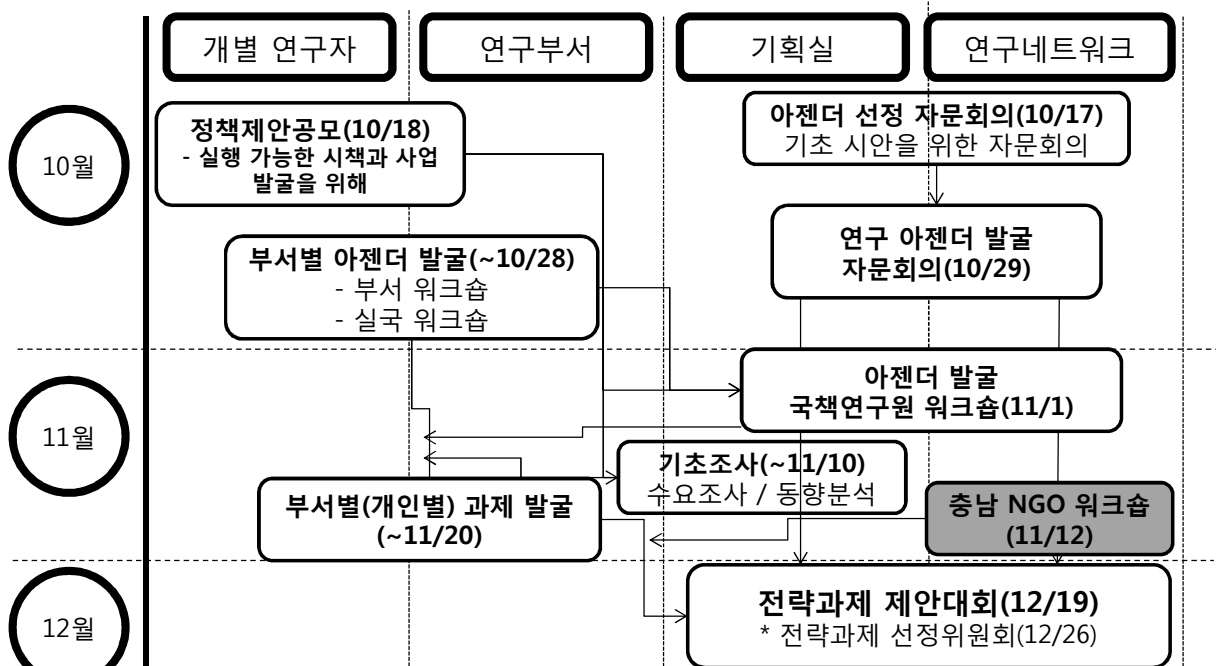 개별 연구자
연구부서
기획실
연구네트워크
10월
정책제안공모(10/18)
- 실행 가능한 시책과 사업
발굴을 위해
아젠더 선정 자문회의(10/17)
기초 시안을 위한 자문회의
부서별 아젠더 발굴(~10/28)
- 부서 워크숍
- 실국 워크숍
연구 아젠더 발굴
자문회의(10/29)
11월
아젠더 발굴
국책연구원 워크숍(11/1)
기초조사(~11/10)
수요조사 / 동향분석
부서별(개인별) 과제 발굴
(~11/20)
충남 NGO 워크숍
(11/12)
12월
전략과제 제안대회(12/19)
* 전략과제 선정위원회(12/26)